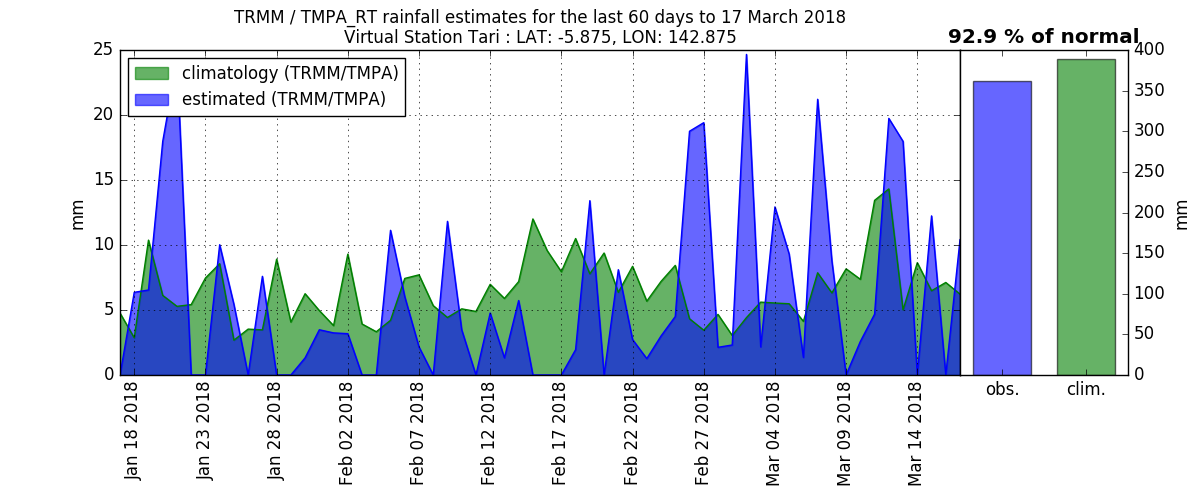 TRMM / TMPA_RT rainfall estimates for the last 60 days to 17 March 2018
Virtual Station Tari : LAT: -5.875, LON: 142.875
92.9 % of normal
climatology (TRMM/TMPA)
estimated (TRMM/TMPA)
mm
25
20
15
10
5
0
Jan 18 2018
Jan 23 2018
Jan 28 2018
Feb 02 2018
Feb 07 2018
Feb 12 2018
Feb 17 2018
Feb 22 2018
Feb 27 2018
Mar 04 2018
Mar 09 2018
Mar 14 2018
obs.
clim.
400
350
300
250
200
150
100
50
0
mm